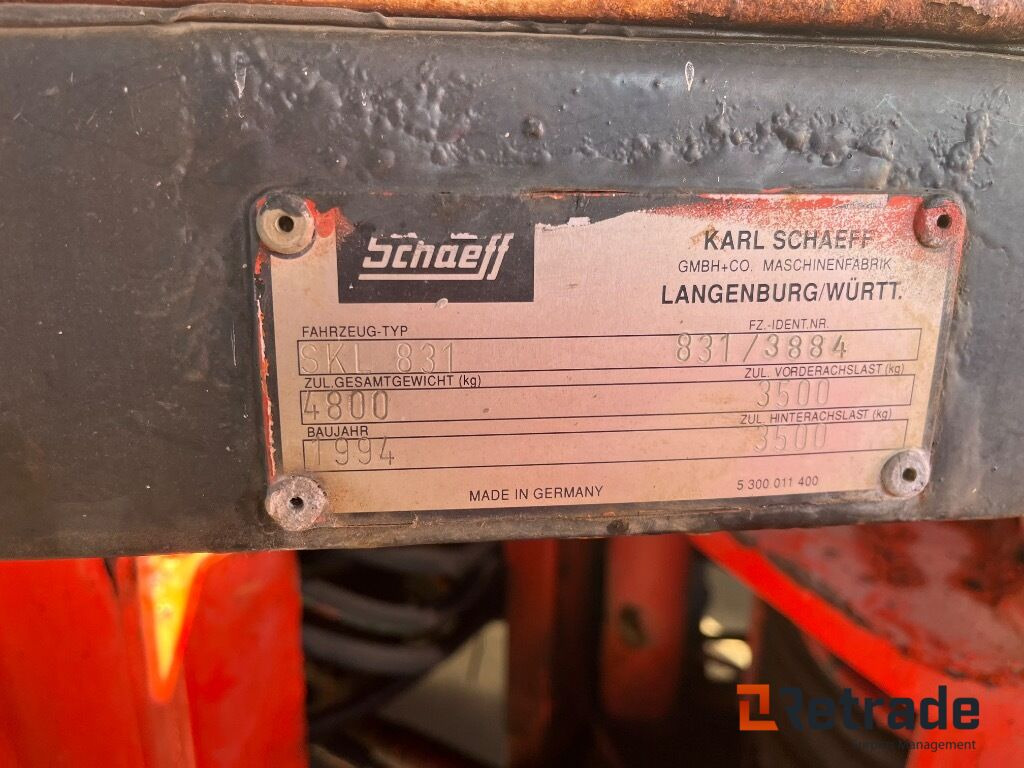 Schaeff
KARL SCHAEFF
GMBH+CO. MASCHINENFABRIK
LANGENBURG/WÜRTT.
FAHRZEUG-TYP FZ.-IDENT.NR.
SKL 831 831/3884
ZUL.GESAMTGEWICHT (kg) ZUL. VORDERACHSLAST (kg)
4800 3500
BAUJAHR ZUL. HINTERACHSLAST (kg)
1994 3500
MADE IN GERMANY 5 300 011 400
Retrade
Surplus Management